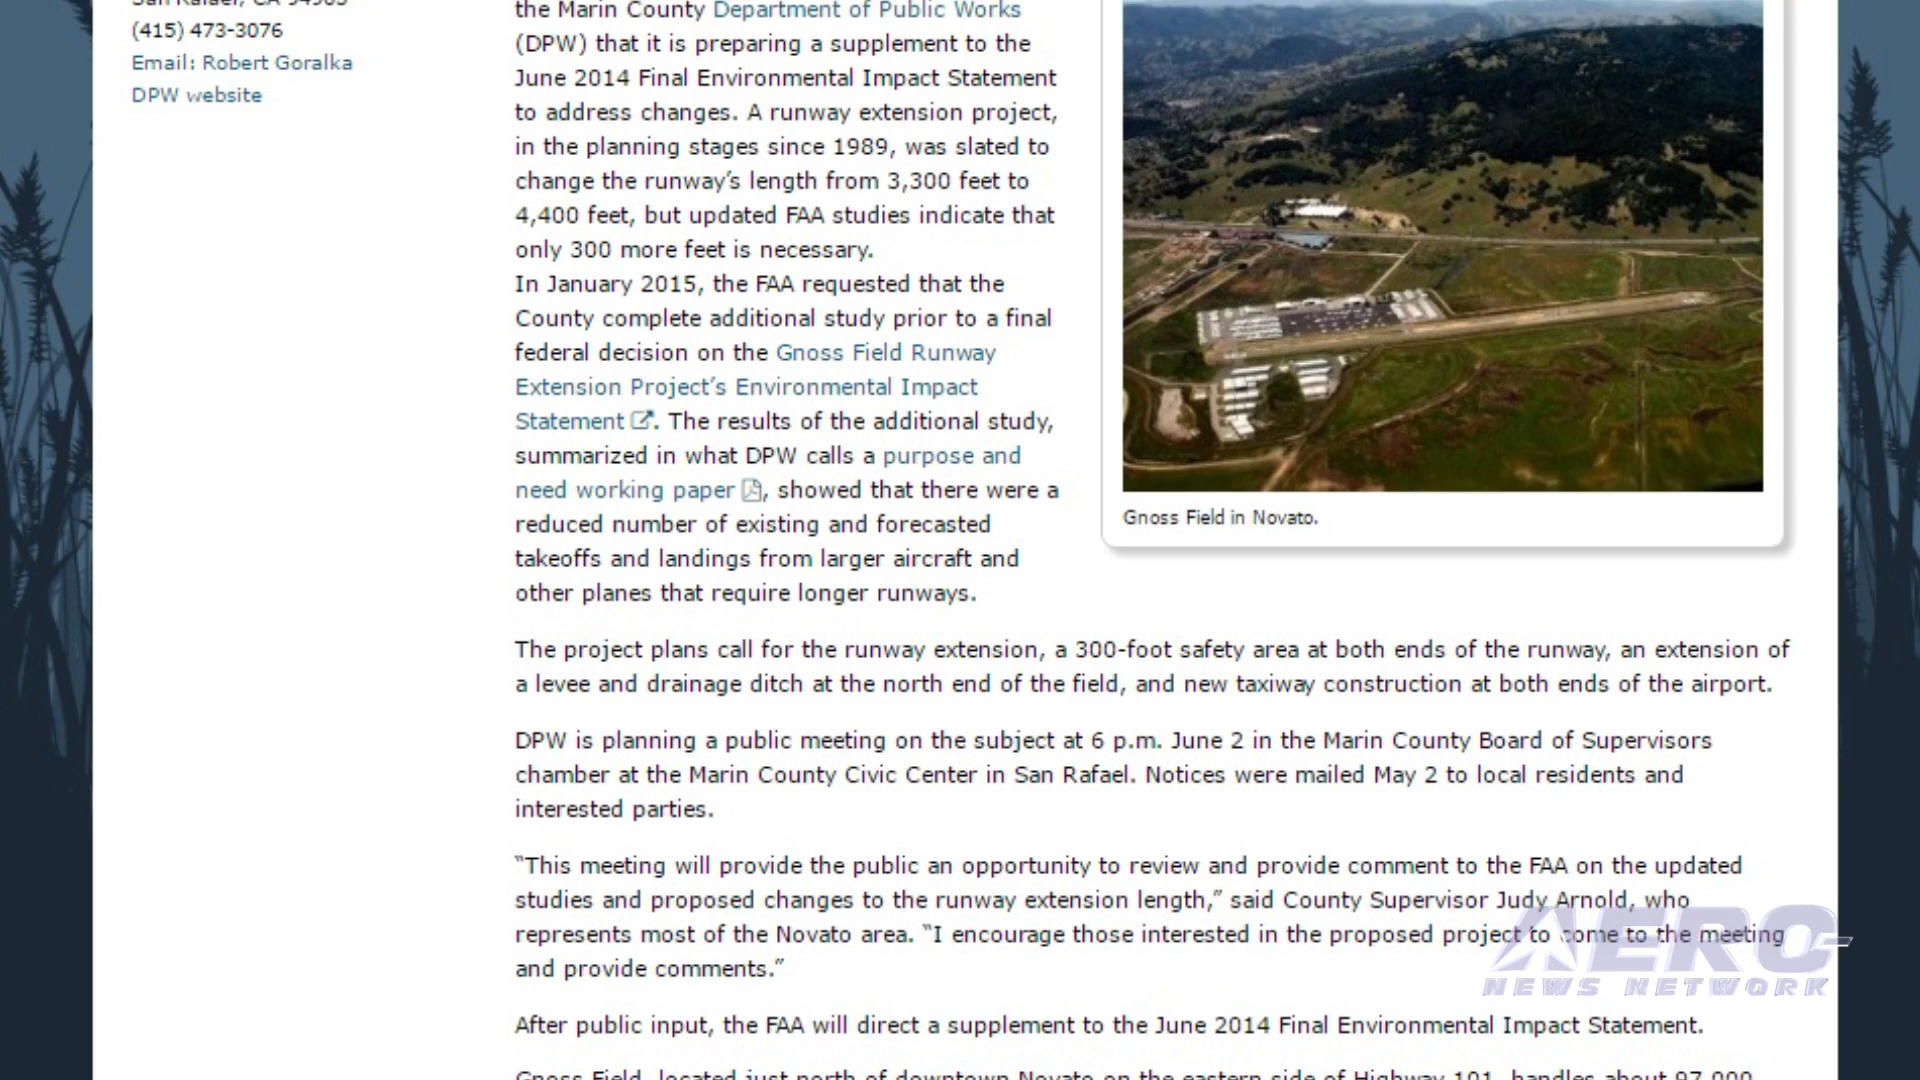 San Rafael, CA 94903
(415) 473-3076
Email: Robert Goralka
DPW website
the Marin County Department of Public Works
(DPW) that it is preparing a supplement to the
June 2014 Final Environmental Impact Statement
to address changes. A runway extension project,
in the planning stages since 1989, was slated to
change the runway’s length from 3,300 feet to
4,400 feet, but updated FAA studies indicate that
only 300 more feet is necessary.
In January 2015, the FAA requested that the
County complete additional study prior to a final
federal decision on the Gnoss Field Runway
Extension Project’s Environmental Impact
Statement. The results of the additional study,
summarized in what DPW calls a purpose and
need working paper, showed that there were a
reduced number of existing and forecasted
takeoffs and landings from larger aircraft and
other planes that require longer runways.
Gnoss Field in Novato.
The project plans call for the runway extension, a 300-foot safety area at both ends of the runway, an extension of
a levee and drainage ditch at the north end of the field, and new taxiway construction at both ends of the airport.
DPW is planning a public meeting on the subject at 6 p.m. June 2 in the Marin County Board of Supervisors
chamber at the Marin County Civic Center in San Rafael. Notices were mailed May 2 to local residents and
interested parties.
“This meeting will provide the public an opportunity to review and provide comment to the FAA on the updated
studies and proposed changes to the runway extension length,” said County Supervisor Judy Arnold, who
represents most of the Novato area. “I encourage those interested in the proposed project to come to the meeting
and provide comments.”
AERO
NEWS NETWORK
After public input, the FAA will direct a supplement to the June 2014 Final Environmental Impact Statement.
Gnoss Field, located just north of downtown Novato on the eastern side of Highway 101, handles about 97,000